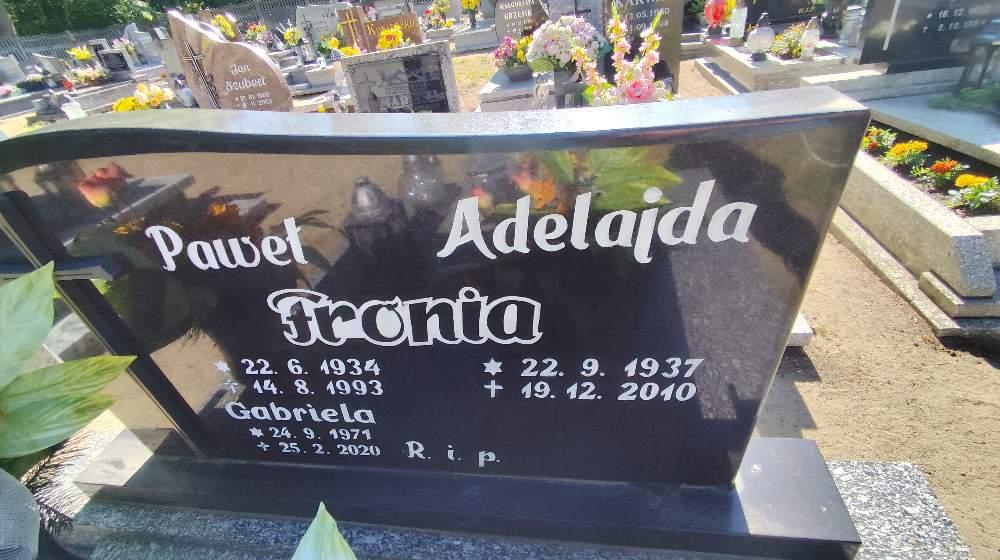 Paweł Adelajda
Fronia
* 22. 6. 1934 * 22. 9. 1937
† 14. 8. 1993 † 19. 12. 2010
Gabriela
* 24. 9. 1971
† 25. 2. 2020 R. i. p.
Jan
Szubert